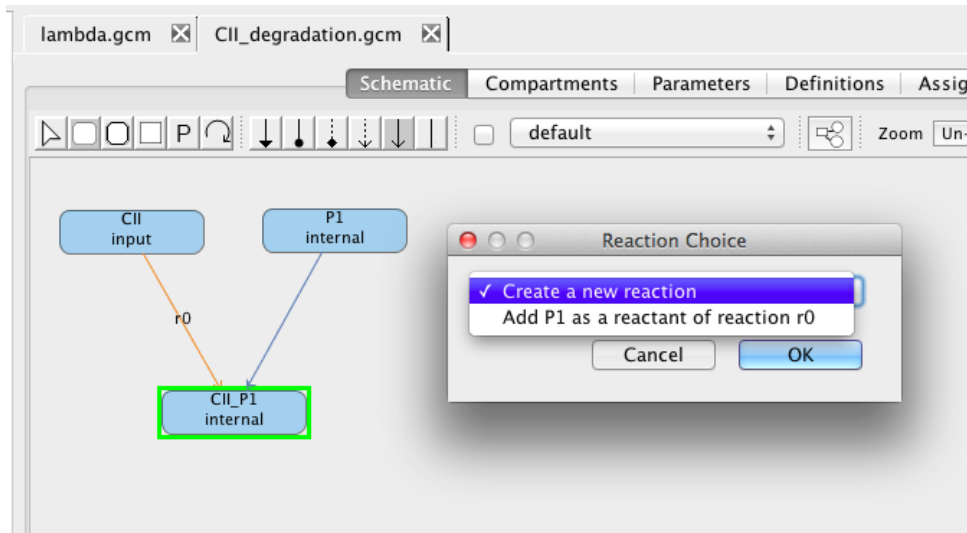 lambda.gcm CII_degradation.gcm
Schematic Compartments Parameters Definitions Assig
P default Zoom Un-
CII
input
P1
internal
r0
CII_P1
internal
Reaction Choice
✓ Create a new reaction
Add P1 as a reactant of reaction r0
Cancel OK